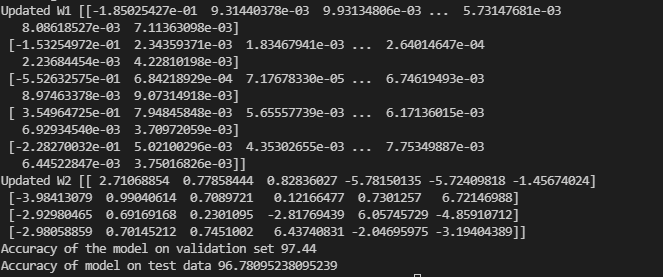 Updated W1 [[-1.85025427e-01 9.31440378e-03 9.93134806e-03 ... 5.73147681e-03
8.08618527e-03 7.11363098e-03]
[-1.53254972e-01 2.34359371e-03 1.83467941e-03 ... 2.64014647e-04
2.23684454e-03 4.22810198e-03]
[-5.52632575e-01 6.84218929e-04 7.17678330e-05 ... 6.74619493e-03
8.97463378e-03 9.07314918e-03]
[ 3.54964725e-01 7.94845848e-03 5.65557739e-03 ... 6.17136015e-03
6.92934540e-03 3.70972059e-03]
[-2.28270032e-01 5.02100296e-03 4.35302655e-03 ... 7.75349887e-03
6.44522847e-03 3.75016826e-03]]
Updated W2 [[ 2.71068854 0.77858444 0.82836027 -5.78150135 -5.72409818 -1.45674024]
[-3.98413079 0.99040614 0.7089721 0.12166477 0.7301257 6.72146988]
[-2.92980465 0.69169168 0.2301095 -2.81769439 6.05745729 -4.85910712]
[-2.98058859 0.70145212 0.7451002 6.43740831 -2.04695975 -3.19404389]]
Accuracy of the model on validation set 97.44
Accuracy of model on test data 96.78095238095239